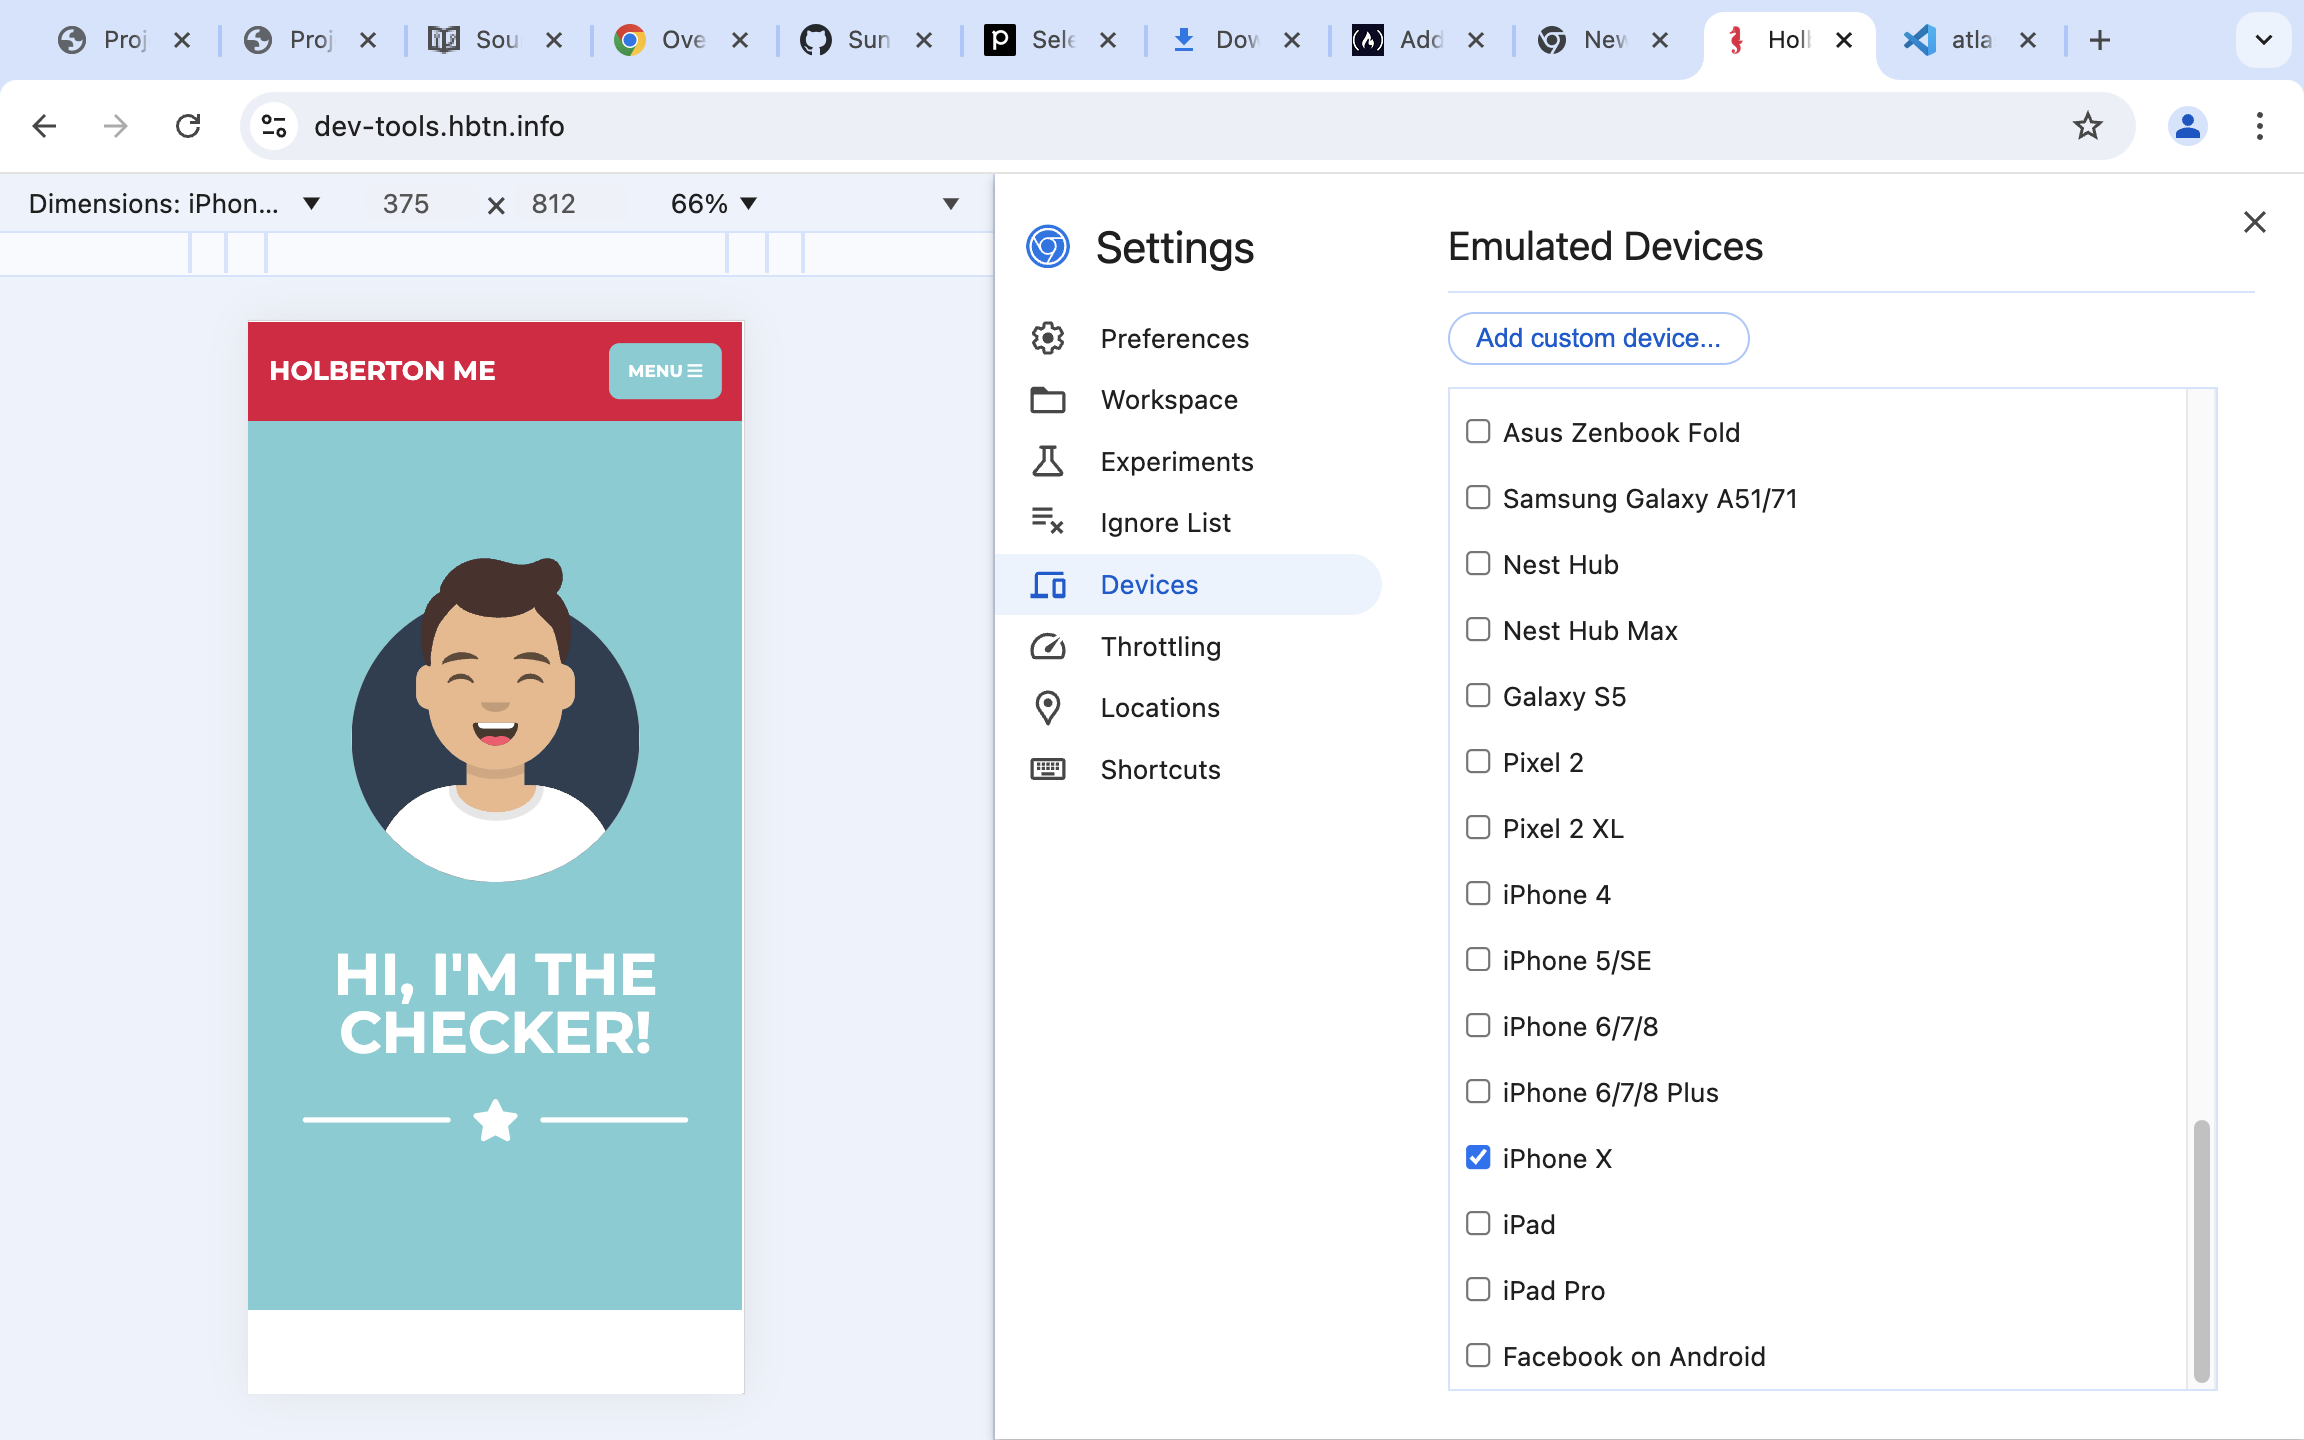 Proj
Proj
Sou
Ove
Sun
Sele
Dow
Add
New
Holl
atla
dev-tools.hbtn.info
Dimensions: iPhon... 375 × 812 66%
HOLBERTON ME
MENU
HI, I'M THE
CHECKER!
Settings
Preferences
Workspace
Experiments
Ignore List
Devices
Throttling
Locations
Shortcuts
Emulated Devices
Add custom device...
Asus Zenbook Fold
Samsung Galaxy A51/71
Nest Hub
Nest Hub Max
Galaxy S5
Pixel 2
Pixel 2 XL
iPhone 4
iPhone 5/SE
iPhone 6/7/8
iPhone 6/7/8 Plus
iPhone X
iPad
iPad Pro
Facebook on Android